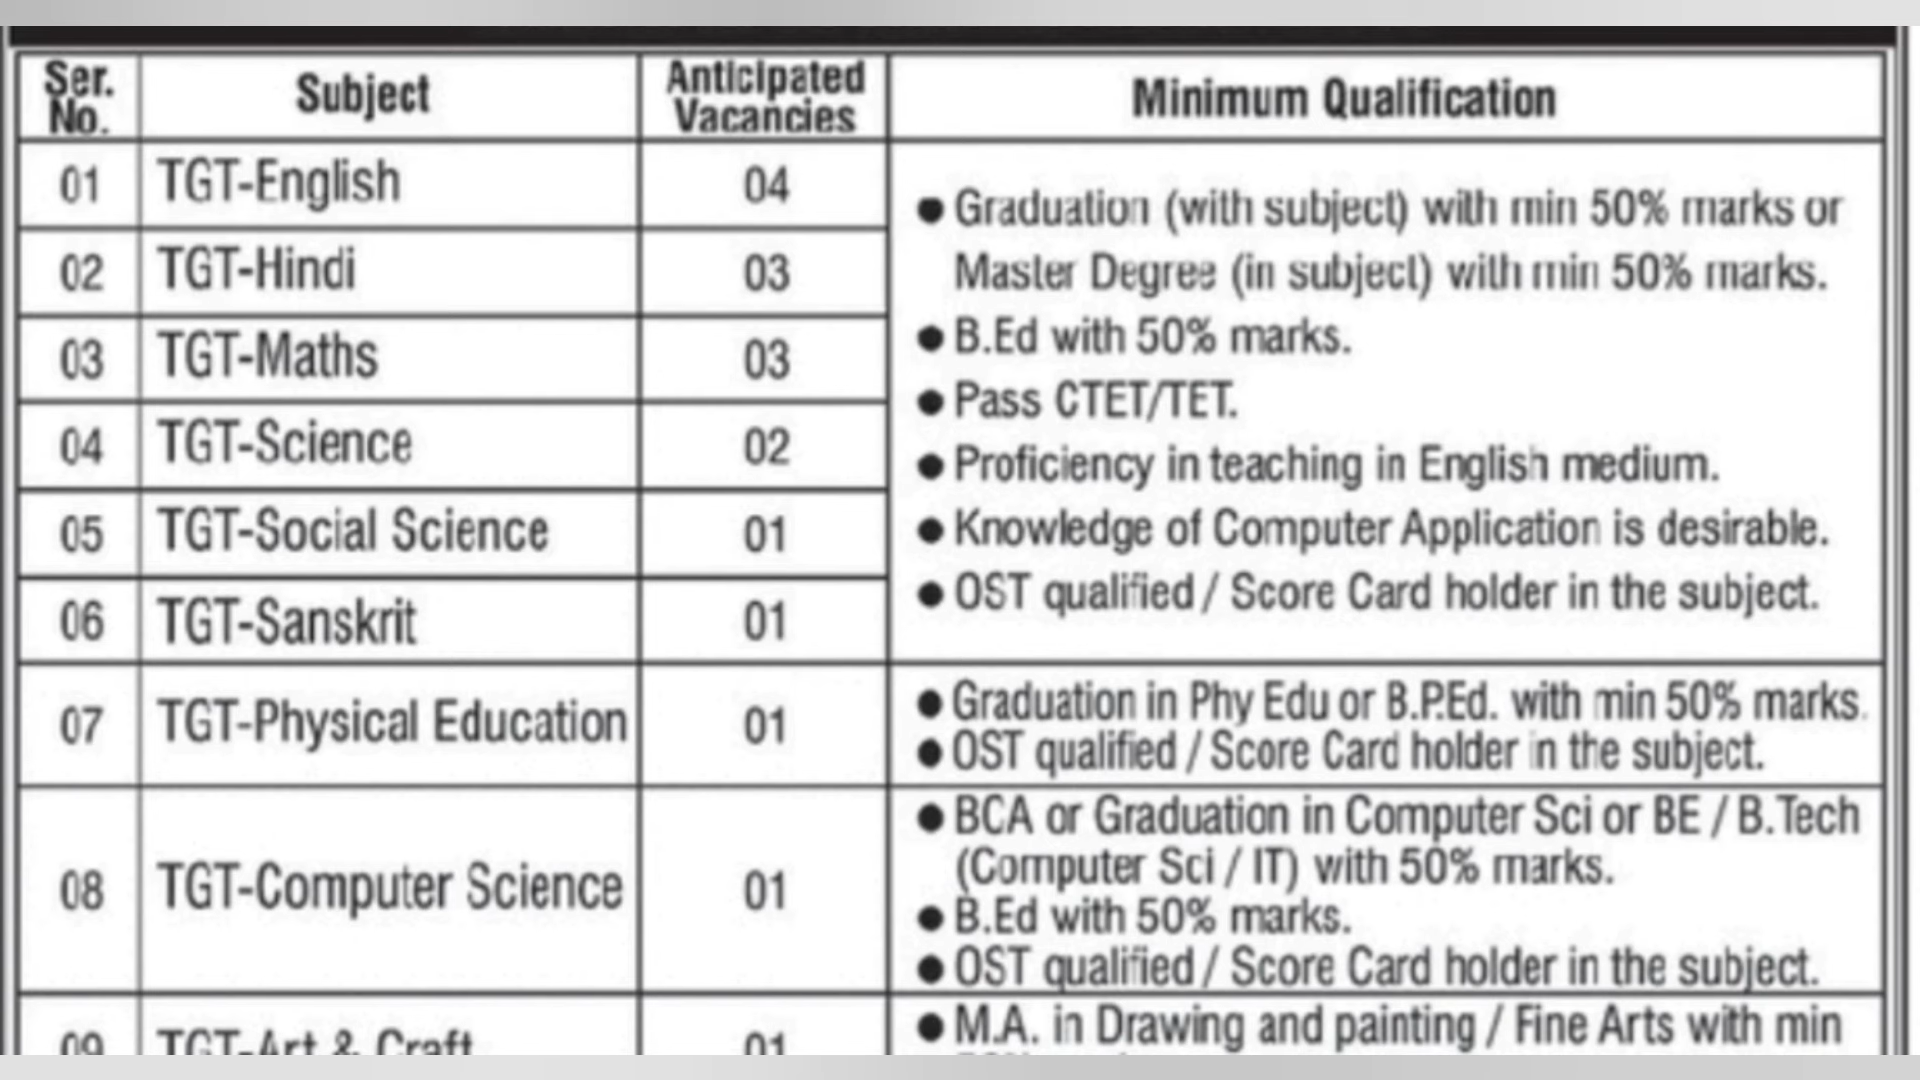 Ser. No.
Subject
Anticipated Vacancies
Minimum Qualification
01 TGT-English 04
02 TGT-Hindi 03
03 TGT-Maths 03
04 TGT-Science 02
05 TGT-Social Science 01
06 TGT-Sanskrit 01
● Graduation (with subject) with min 50% marks or
Master Degree (in subject) with min 50% marks.
● B.Ed with 50% marks.
● Pass CTET/TET.
● Proficiency in teaching in English medium.
● Knowledge of Computer Application is desirable.
● OST qualified / Score Card holder in the subject.
07 TGT-Physical Education 01
● Graduation in Phy Edu or B.P.Ed. with min 50% marks.
● OST qualified / Score Card holder in the subject.
08 TGT-Computer Science 01
● BCA or Graduation in Computer Sci or BE / B.Tech
(Computer Sci / IT) with 50% marks.
● B.Ed with 50% marks.
● OST qualified / Score Card holder in the subject.
09 TGT-Art & Craft 01
● M.A. in Drawing and painting / Fine Arts with min